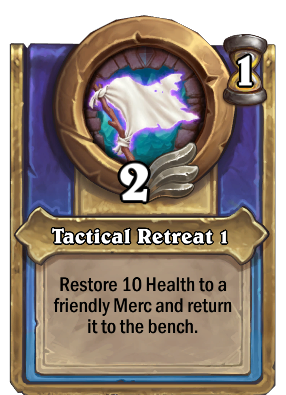 1
2
Tactical Retreat 1
Restore 10 Health to a
friendly Merc and return
it to the bench.